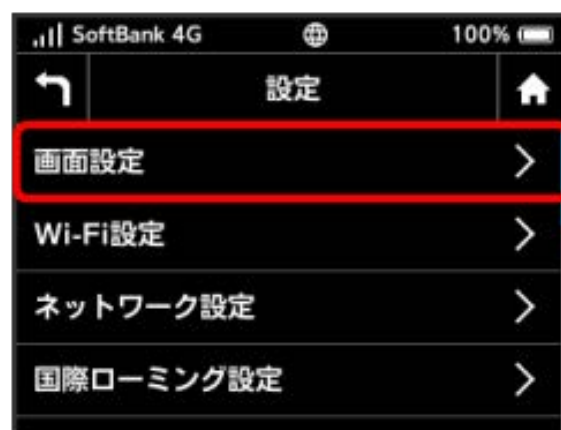 SoftBank 4G 100%
設定
画面設定
Wi-Fi設定
ネットワーク設定
国際ローミング設定